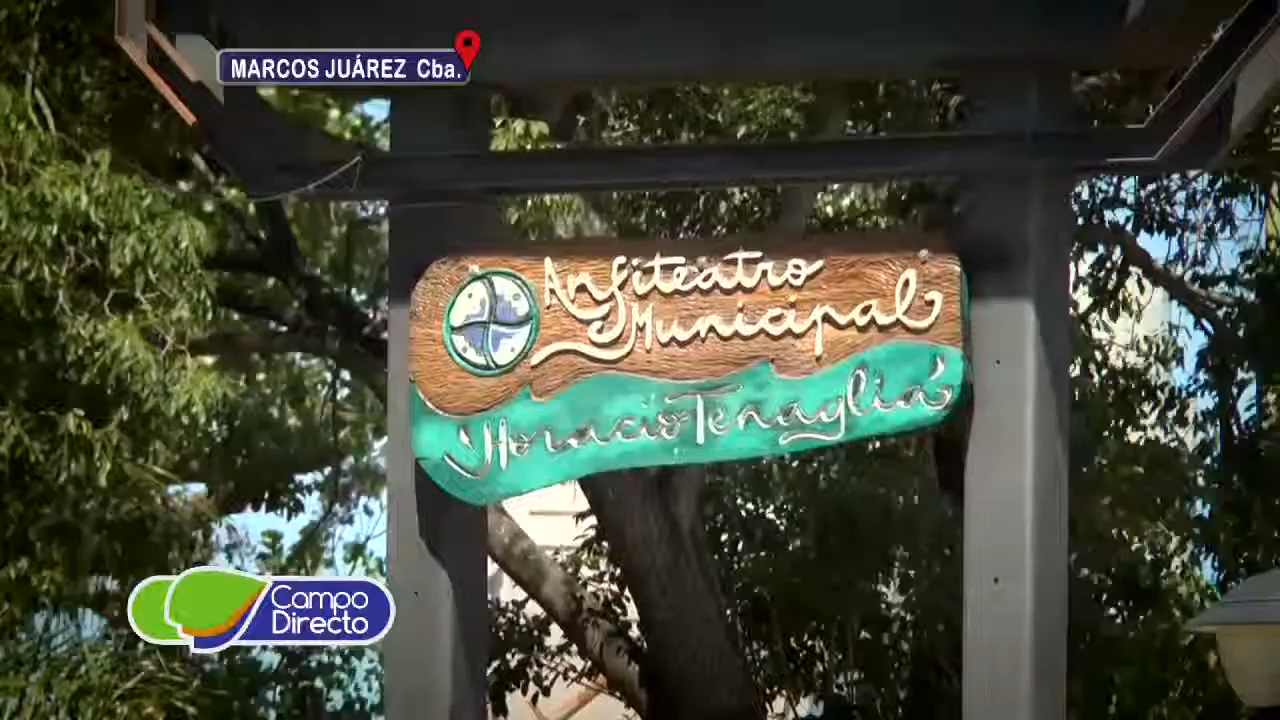 MARCOS JUÁREZ Cba.
Anfiteatro
Municipal
Horacio Tenaglia
Campo
Directo